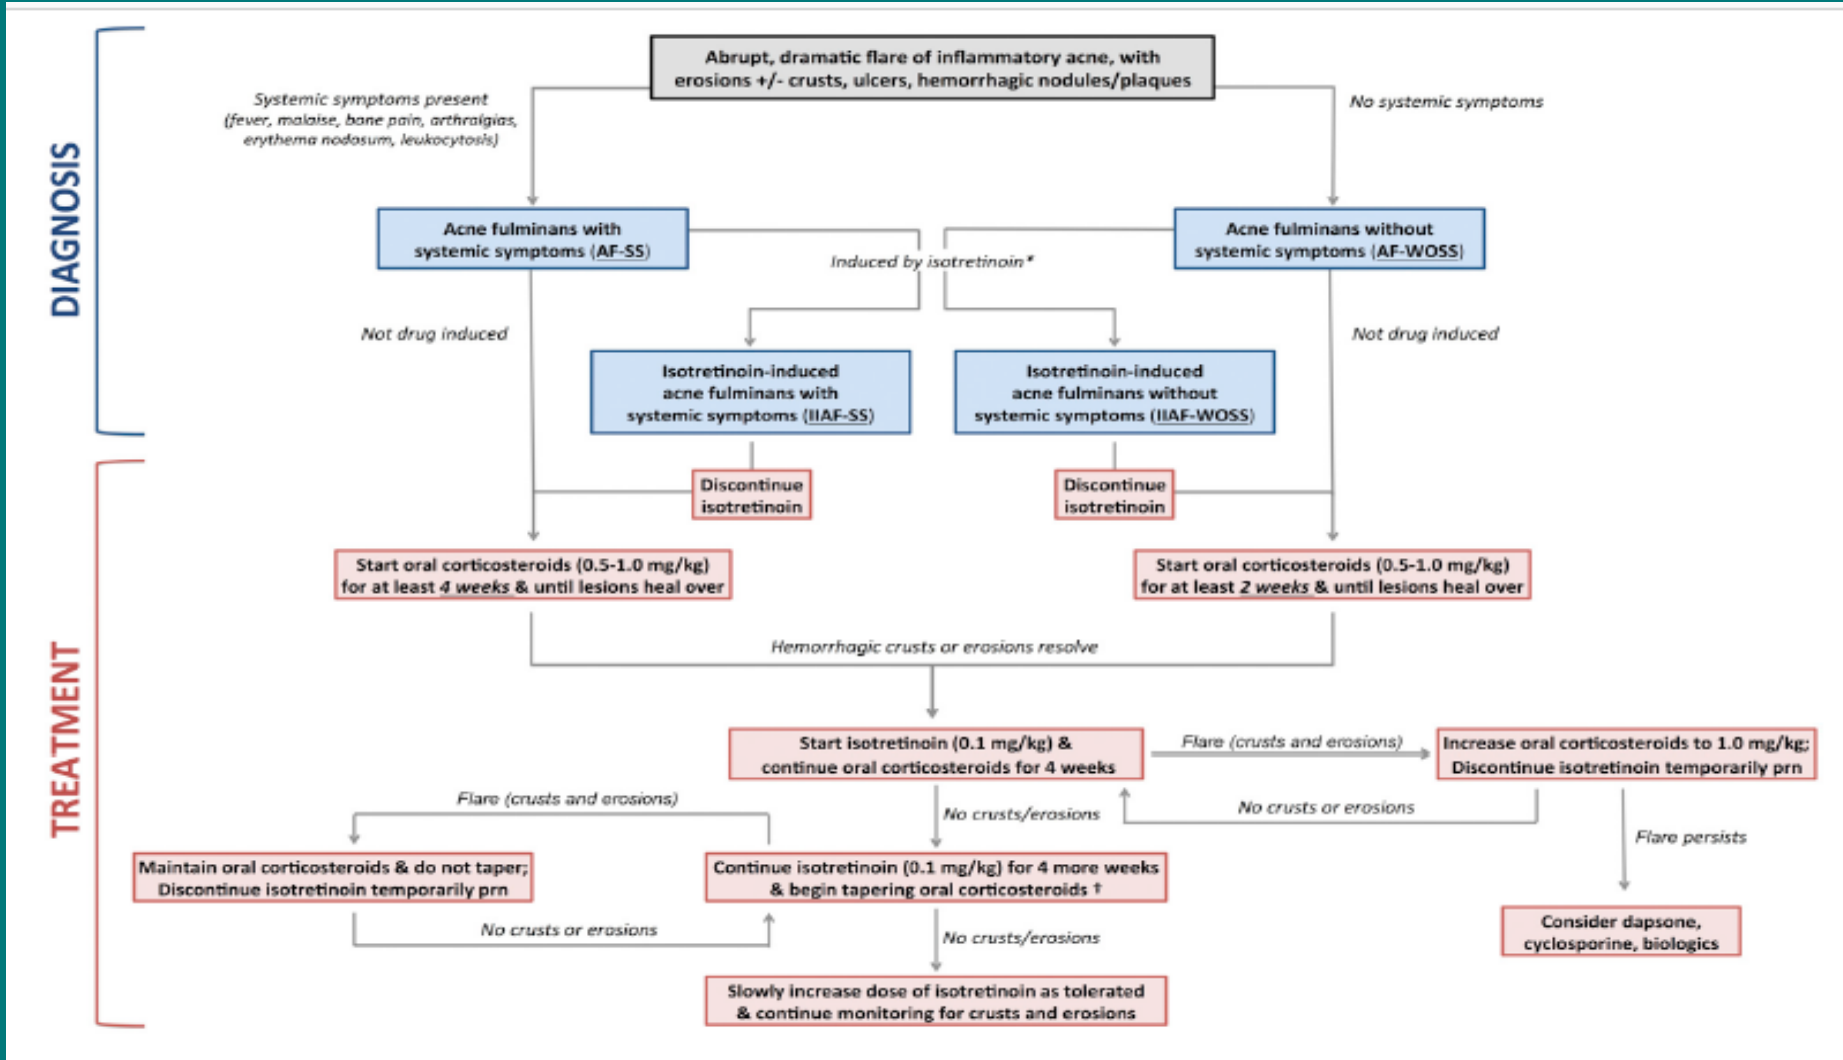 DIAGNOSIS
Abrupt, dramatic flare of inflammatory acne, with
erosions +/- crusts, ulcers, hemorrhagic nodules/plaques
Systemic symptoms present
(fever, malaise, bone pain, arthralgias,
erythema nodosum, leukocytosis)
No systemic symptoms
Acne fulminans with
systemic symptoms (AF-SS)
Acne fulminans without
systemic symptoms (AF-WOSS)
Induced by isotretinoin*
Not drug induced
Not drug induced
Isotretinoin-induced
acne fulminans with
systemic symptoms (IIAF-SS)
Isotretinoin-induced
acne fulminans without
systemic symptoms (IIAF-WOSS)
TREATMENT
Discontinue
isotretinoin
Discontinue
isotretinoin
Start oral corticosteroids (0.5-1.0 mg/kg)
for at least 4 weeks & until lesions heal over
Start oral corticosteroids (0.5-1.0 mg/kg)
for at least 2 weeks & until lesions heal over
Hemorrhagic crusts or erosions resolve
Start isotretinoin (0.1 mg/kg) &
continue oral corticosteroids for 4 weeks
Flare (crusts and erosions)
Increase oral corticosteroids to 1.0 mg/kg;
Discontinue isotretinoin temporarily prn
Flare (crusts and erosions)
No crusts/erosions
No crusts or erosions
Flare persists
Maintain oral corticosteroids & do not taper;
Discontinue isotretinoin temporarily prn
Continue isotretinoin (0.1 mg/kg) for 4 more weeks
& begin tapering oral corticosteroids †
No crusts or erosions
No crusts/erosions
Consider dapsone,
cyclosporine, biologics
Slowly increase dose of isotretinoin as tolerated
& continue monitoring for crusts and erosions